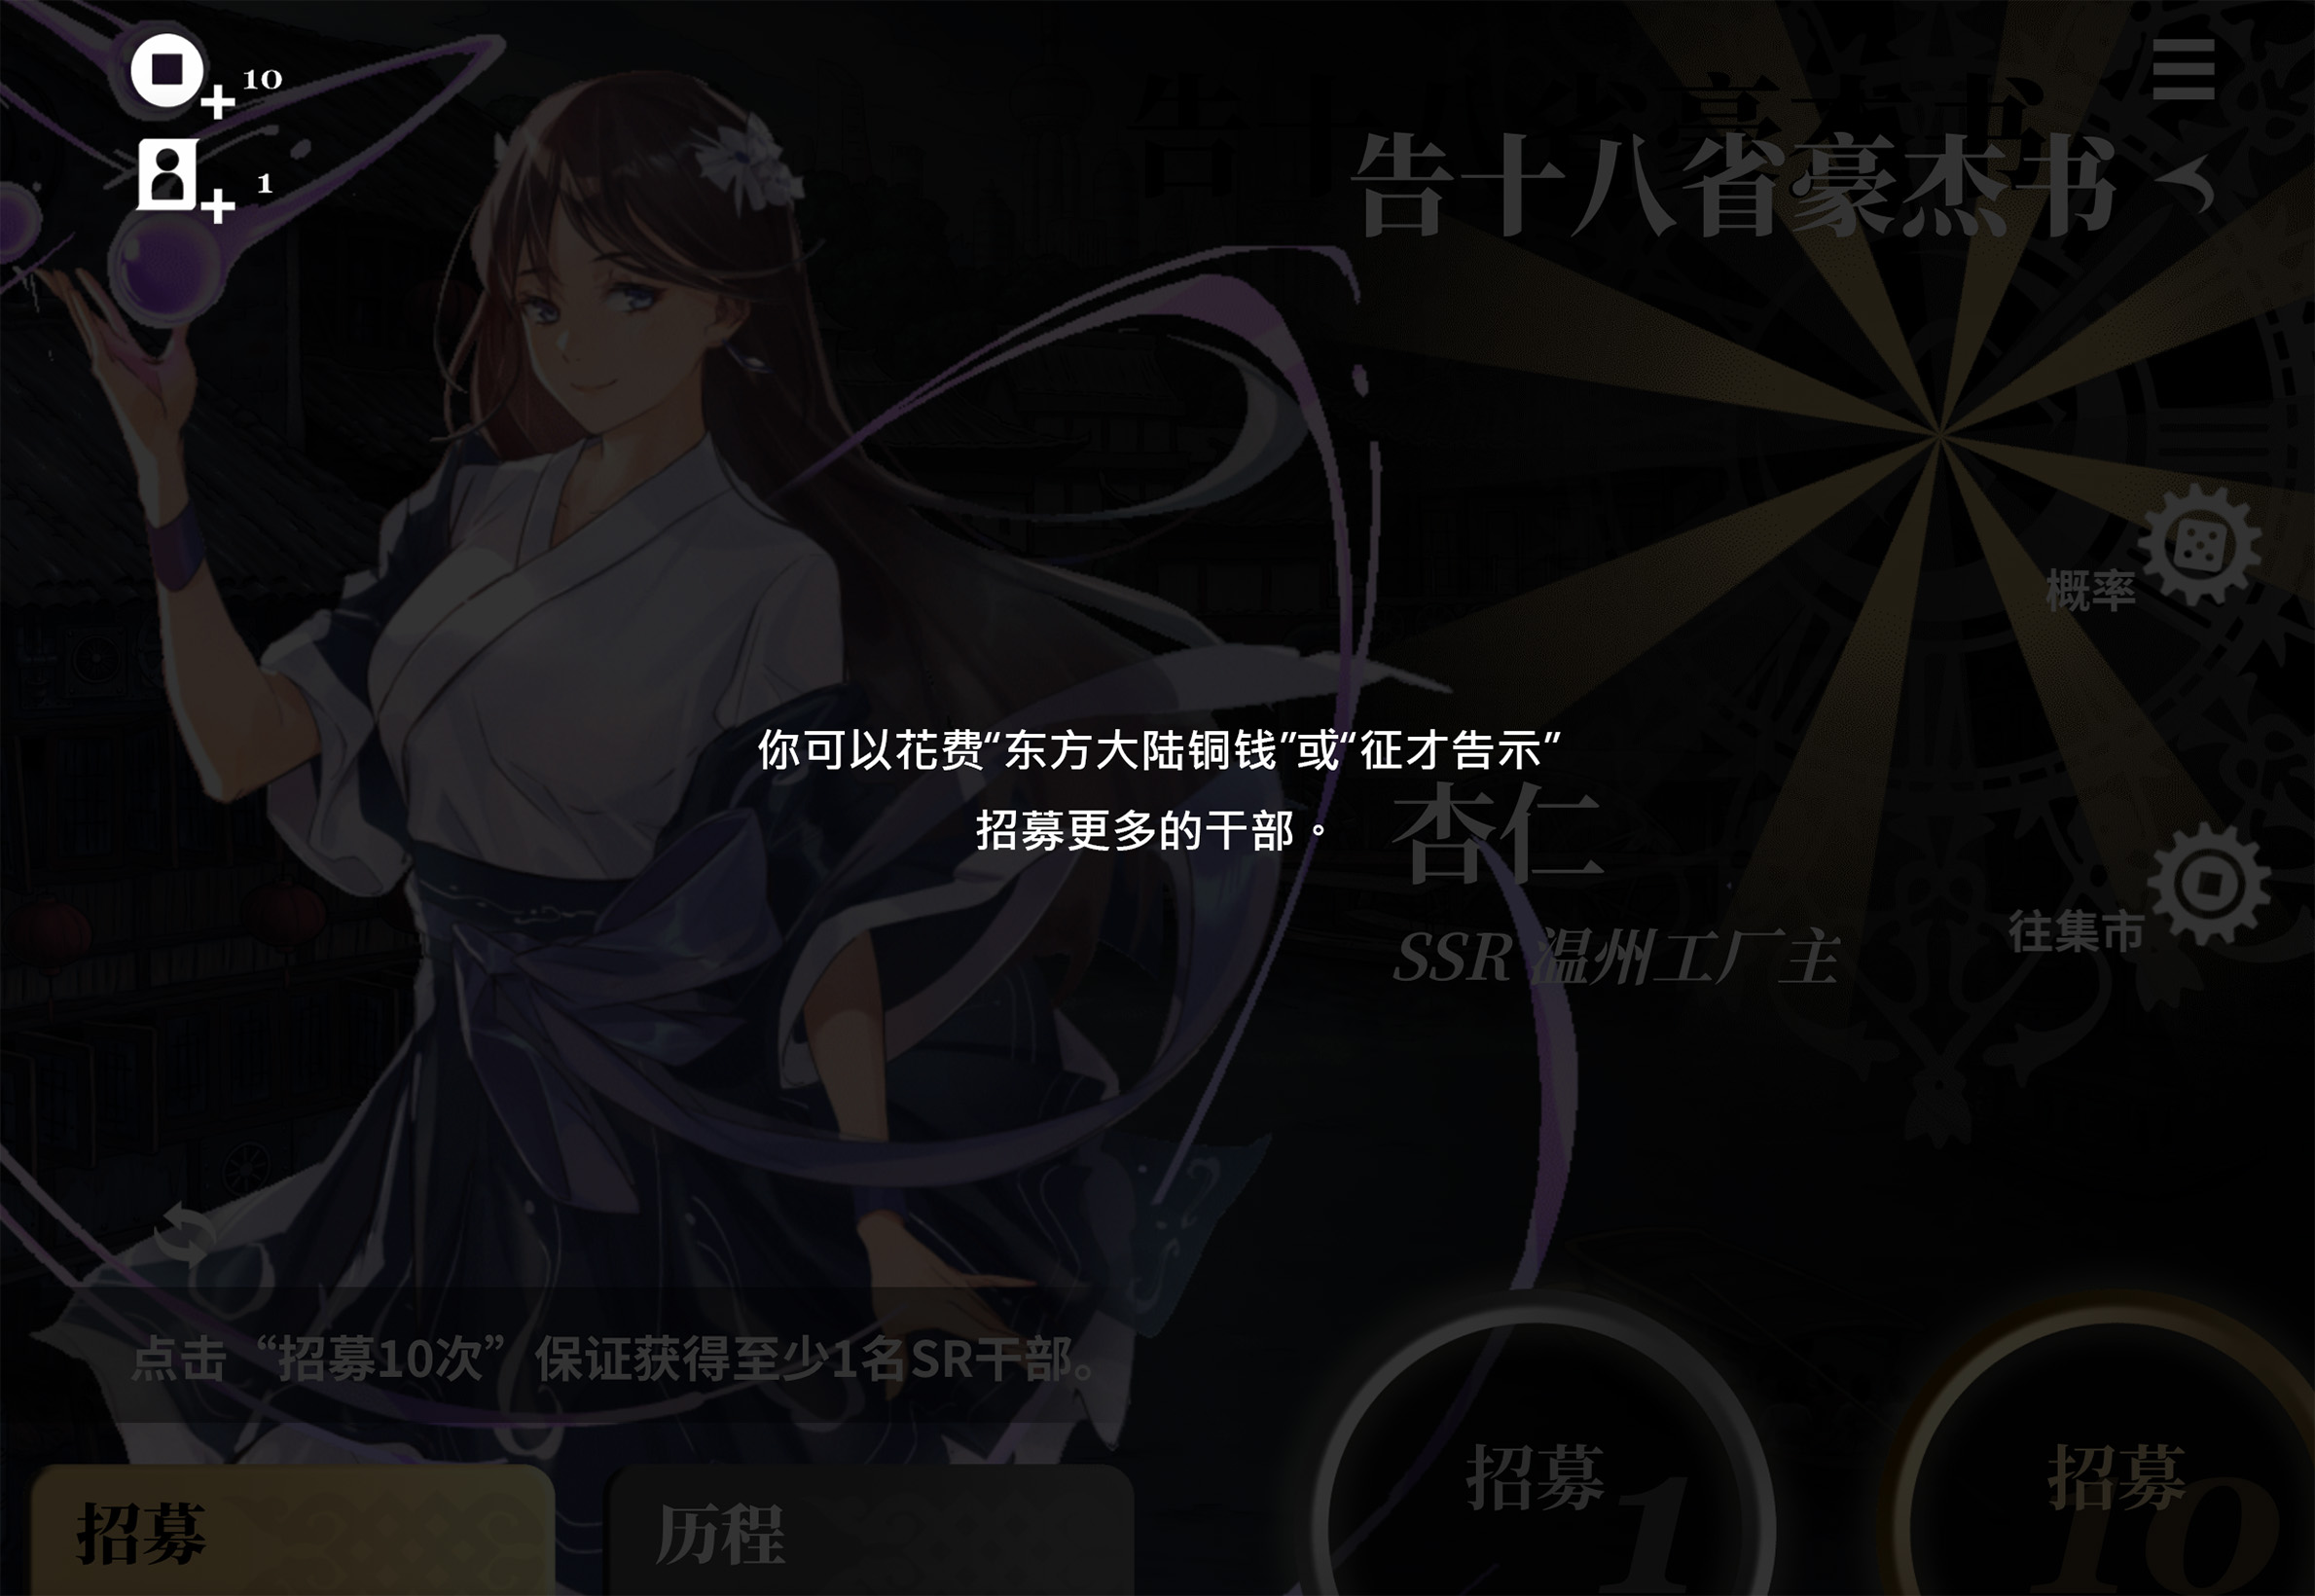 10
1
告十八省豪杰书
概率
你可以花费“东方大陆铜钱”或“征才告示”
招募更多的干部。
杏仁
SSR 温州工厂主
往集市
点击“招募10次”保证获得至少1名SR干部。
招募
历程
招募 1
招募 10